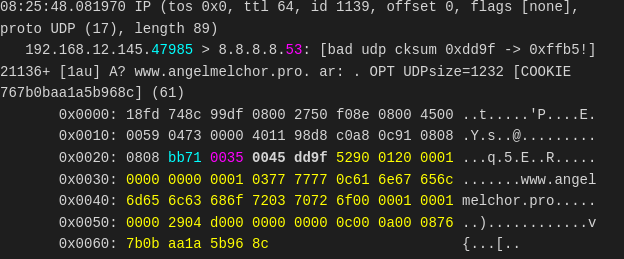 08:25:48.081970 IP (tos 0x0, ttl 64, id 1139, offset 0, flags [none],
proto UDP (17), length 89)
192.168.12.145.47985 > 8.8.8.8.53: [bad udp cksum 0xdd9f -> 0xffb5!]
21136+ [1au] A? www.angelmelchor.pro. ar: . OPT UDPsize=1232 [COOKIE
767b0baa1a5b968c] (61)
0x0000: 18fd 748c 99df 0800 2750 f08e 0800 4500 ..t.....'P....E.
0x0010: 0059 0473 0000 4011 98d8 c0a8 0c91 0808 .Y.s..@.........
0x0020: 0808 bb71 0035 0045 dd9f 5290 0120 0001 ...q.5.E..R.....
0x0030: 0000 0000 0001 0377 7777 0c61 6e67 656c .......www.angel
0x0040: 6d65 6c63 686f 7203 7072 6f00 0001 0001 melchor.pro.....
0x0050: 0000 2904 d000 0000 0000 0c00 0a00 0876 ..)............v
0x0060: 7b0b aa1a 5b96 8c {...[..